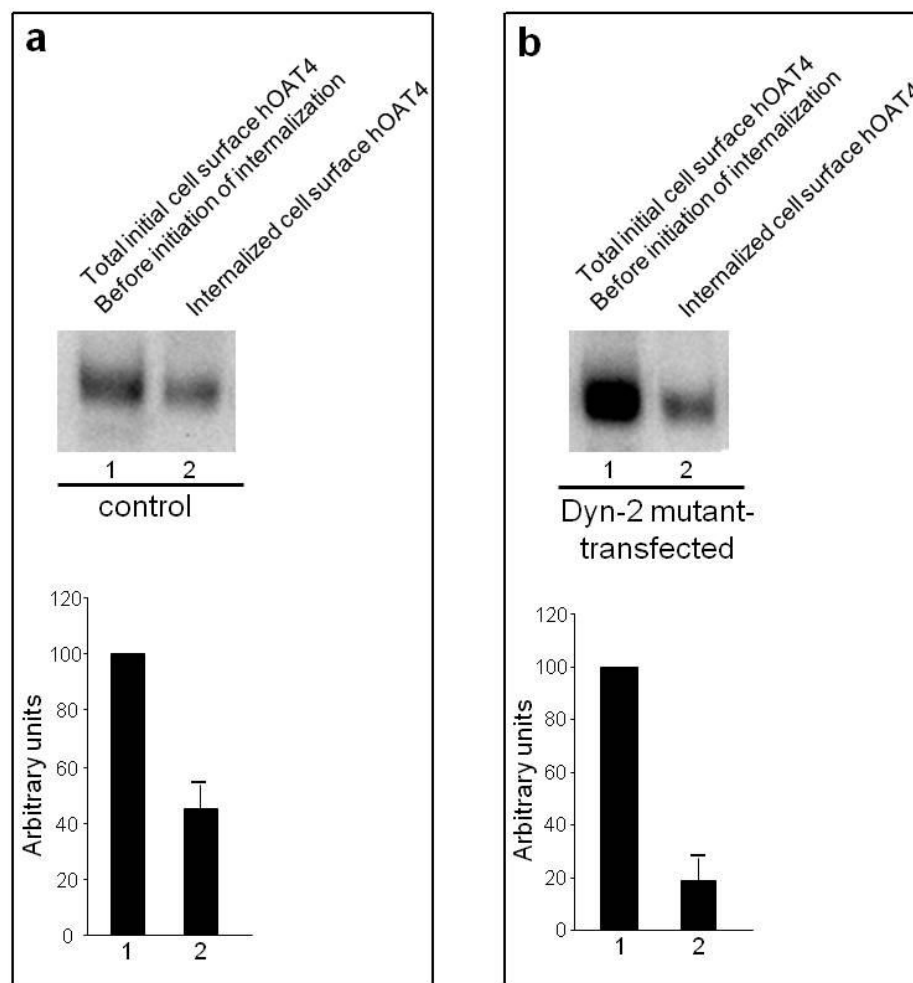 a
Total initial cell surface hOAT4
Before initiation of internalization
Internalized cell surface hOAT4
1 2
control
120
100
80
60
40
20
0
Arbitrary units
1 2
b
Total initial cell surface hOAT4
Before initiation of internalization
Internalized cell surface hOAT4
1 2
Dyn-2 mutant-
transfected
120
100
80
60
40
20
0
Arbitrary units
1 2